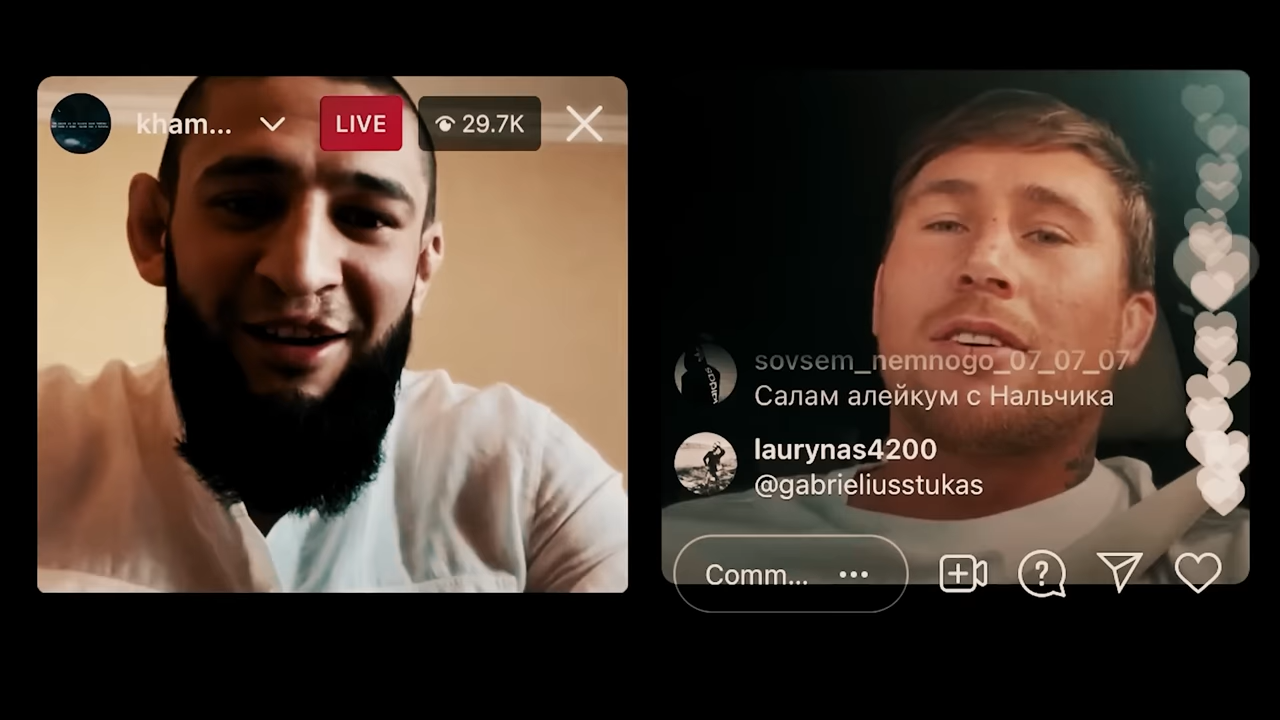 kham...
LIVE
29.7K
sovsem_nemnogo_07_07_07
Салам алейкум с Нальчика
laurynas4200
@gabrieliusstukas
Comm...